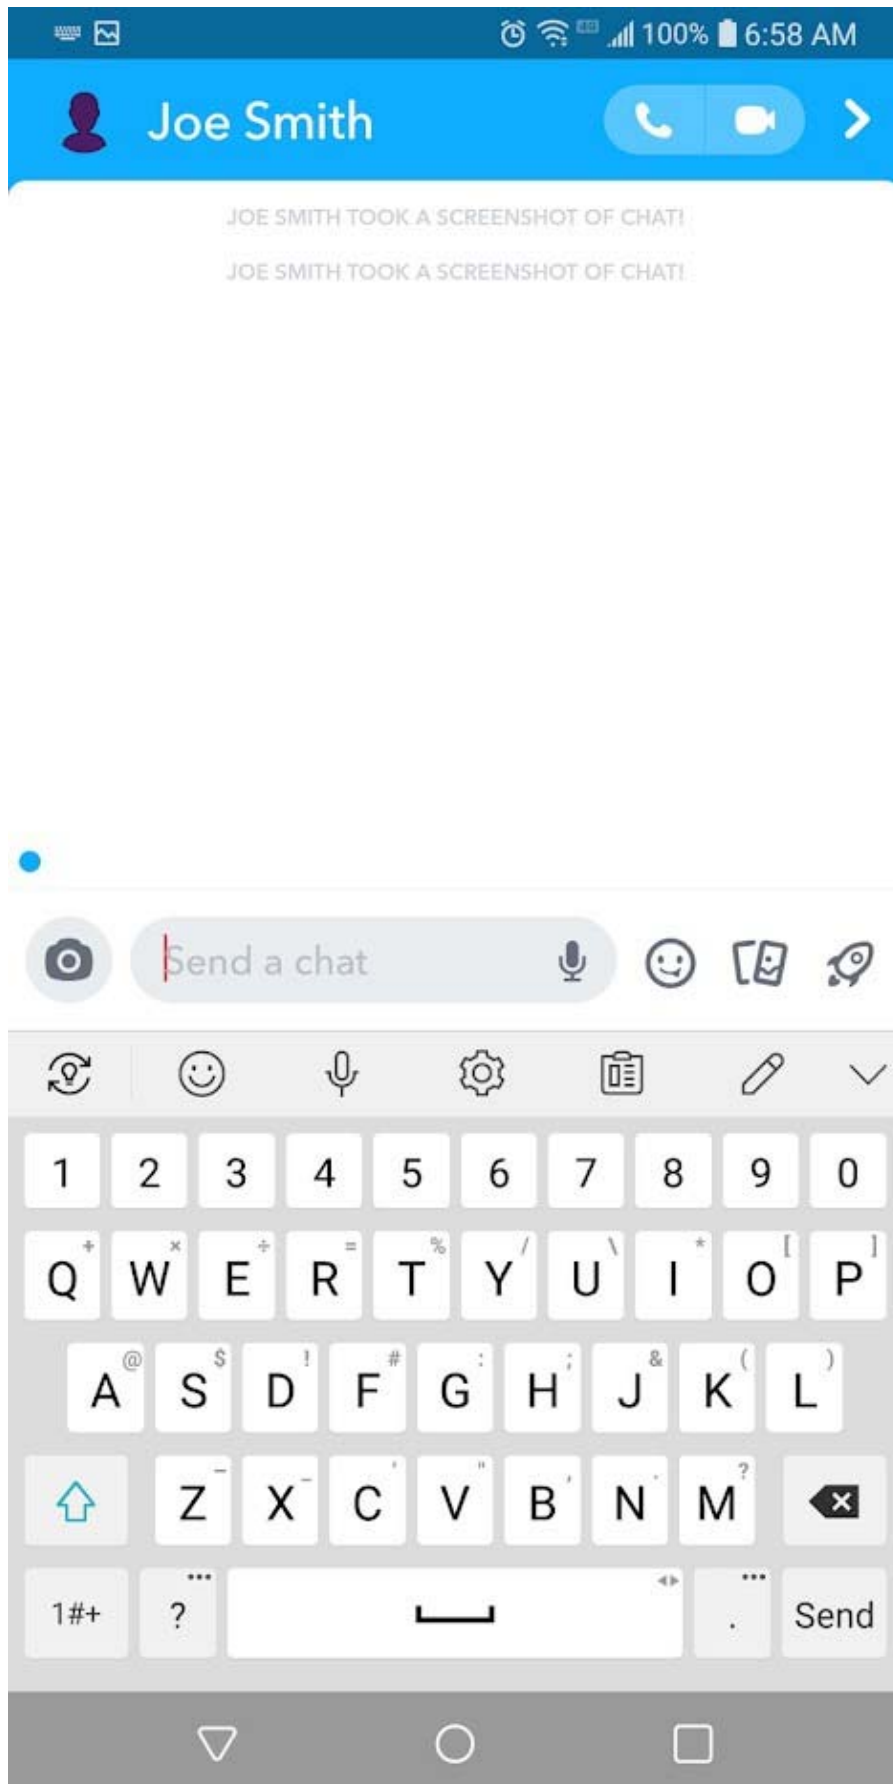 100% 6:58 AM
Joe Smith
JOE SMITH TOOK A SCREENSHOT OF CHAT!
JOE SMITH TOOK A SCREENSHOT OF CHAT!
Send a chat
1 2 3 4 5 6 7 8 9 0
Q + W × E ÷ R = T % Y / U \ I * O [ P ]
A @ S $ D ! F # G : H ; J & K ( L )
Z - X _ C ' V " B , N . M ?
1#+ ? ... . ... Send